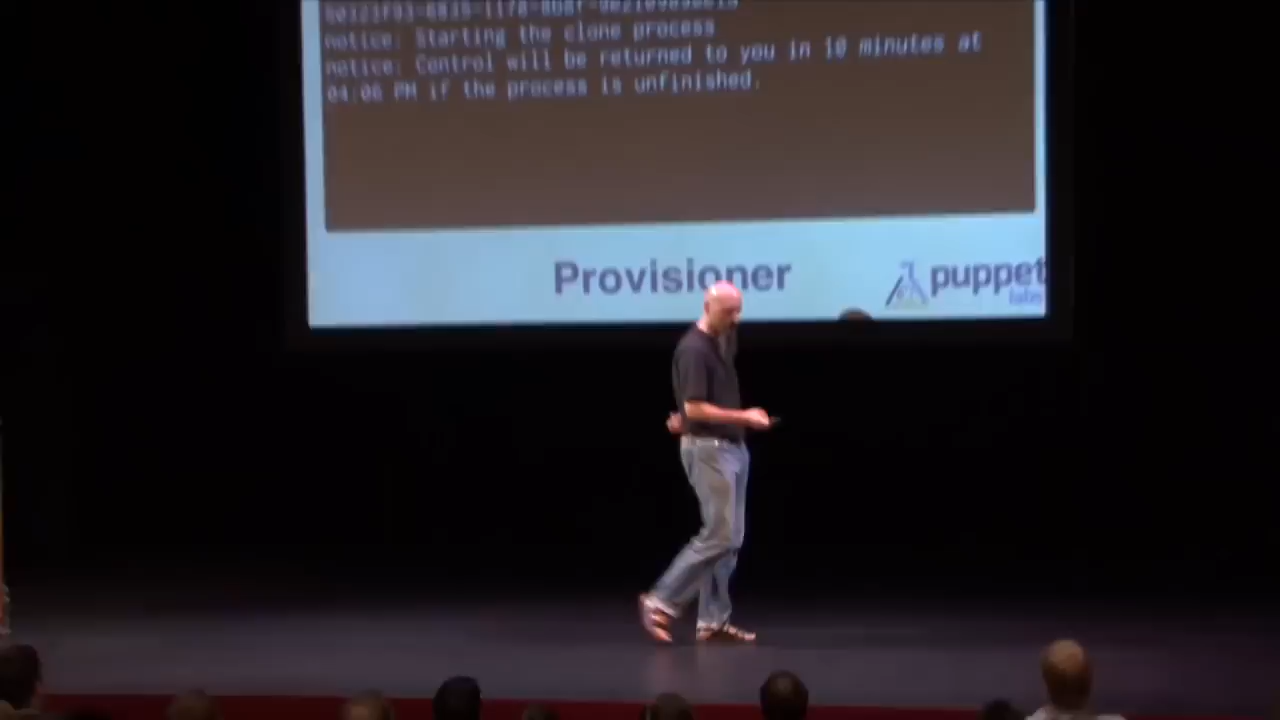 notice: Starting the clone process
notice: Control will be returned to you in 10 minutes at
04:06 PM if the process is unfinished.
Provisioner
puppet
labs